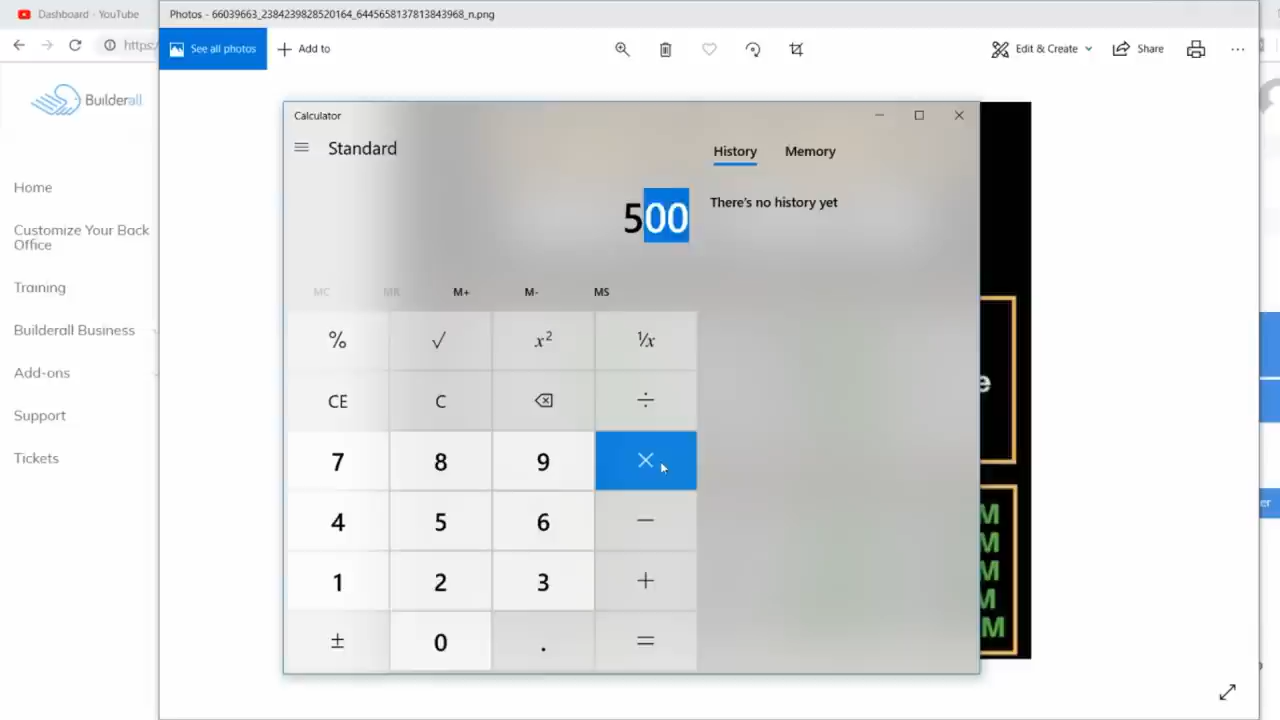 Dashboard - YouTube
Photos - 66039663_2384239828520164_6445658137813843968_n.png
https:
See all photos
Add to
Edit & Create
Share
Builderall
Calculator
Standard
History
Memory
500
There's no history yet
Home
Customize Your Back
Office
Training
Builderall Business
Add-ons
Support
Tickets
MC
MR
M+
M-
MS
%
√
x²
¹/x
CE
C
÷
7
8
9
×
4
5
6
−
1
2
3
+
±
0
.
=
e
M
M
M
M
M
er